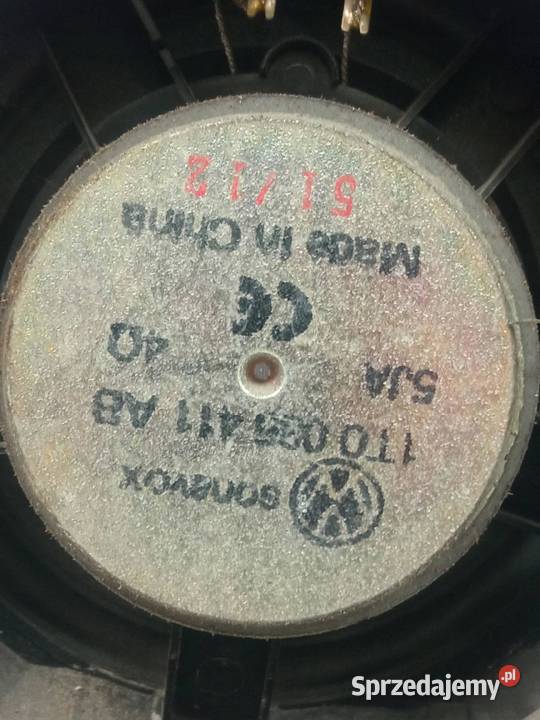 sonavox
1T0 035 411 AB
5JA 4Ω
CE
Made in China
51/12
Sprzedajemy.pl